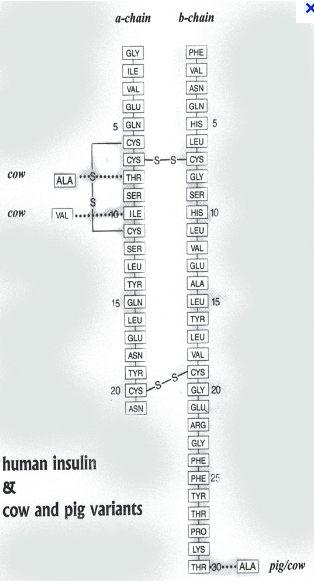 a-chain b-chain
GLY PHE
ILE VAL
VAL ASN
GLU GLN
5 GLN HIS 5
CYS LEU
CYS S S CYS
cow ALA S THR GLY
SER SER
cow VAL S 10 ILE HIS 10
CYS LEU
SER VAL
LEU GLU
TYR ALA
15 GLN LEU 15
LEU TYR
GLU LEU
ASN VAL
TYR S CYS
20 CYS S GLY 20
ASN GLU
ARG
GLY
PHE
PHE 25
TYR
THR
PRO
LYS
THR 30 ALA pig/cow
human insulin
&
cow and pig variants